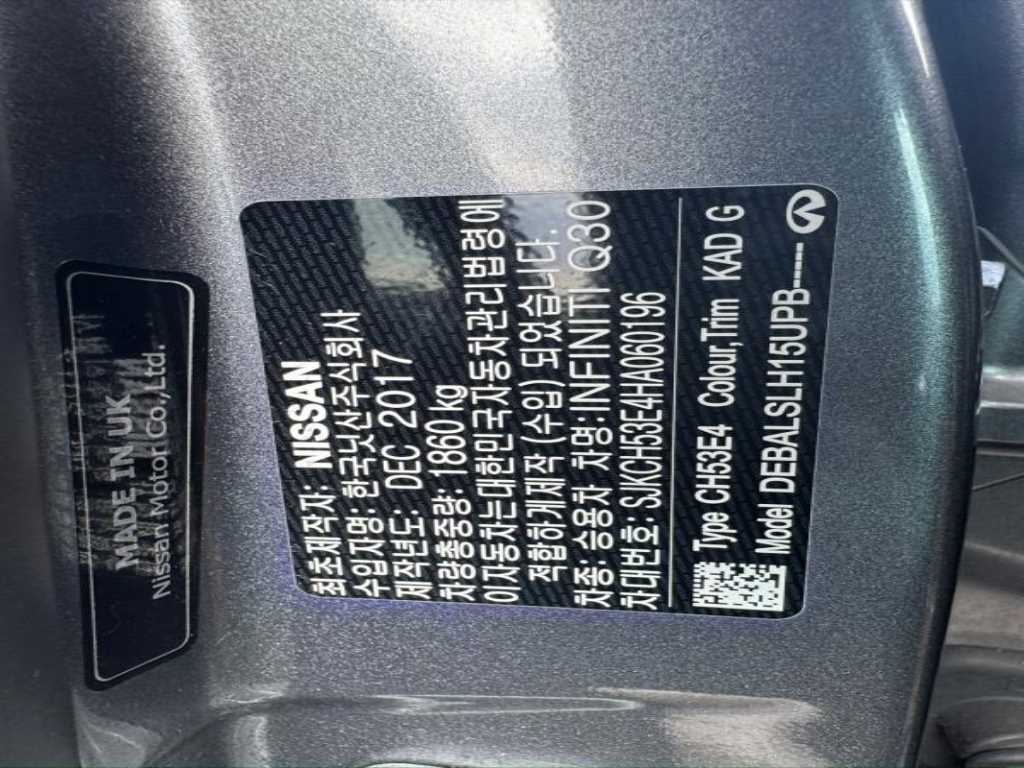 MADE IN UK
Nissan Motor Co.,Ltd.
최초제작자: NISSAN
수입자명: 한국닛산주식회사
제작년도: DEC 2017
차량총중량: 1860 kg
이자동차는대한민국자동차관리법령에
적합하게제작 (수입) 되었습니다.
차종: 승용차 차명:INFINITI Q30
차대번호: SJKCH53E4HA060196
Type CH53E4 Colour,Trim KAD G
Model DEBALSLH15UPB-----